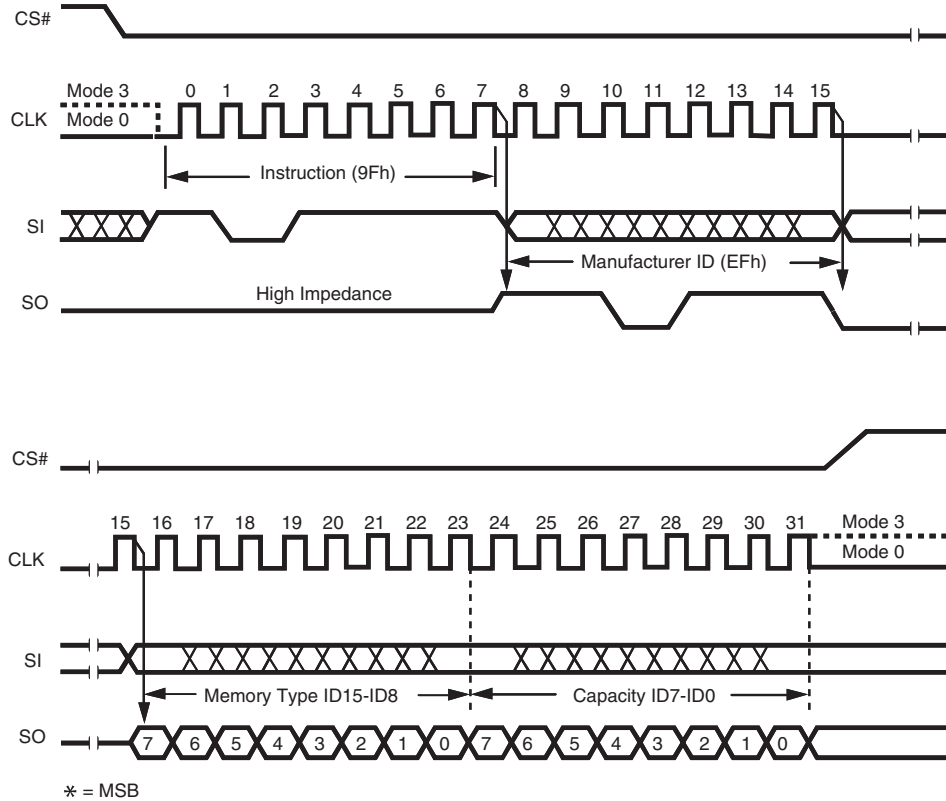 CS#
Mode 3
Mode 0
CLK
0 1 2 3 4 5 6 7 8 9 10 11 12 13 14 15
Instruction (9Fh)
SI
Manufacturer ID (EFh)
High Impedance
SO
CS#
15 16 17 18 19 20 21 22 23 24 25 26 27 28 29 30 31
Mode 3
Mode 0
CLK
SI
Memory Type ID15-ID8
Capacity ID7-ID0
SO
7 6 5 4 3 2 1 0 7 6 5 4 3 2 1 0
* = MSB